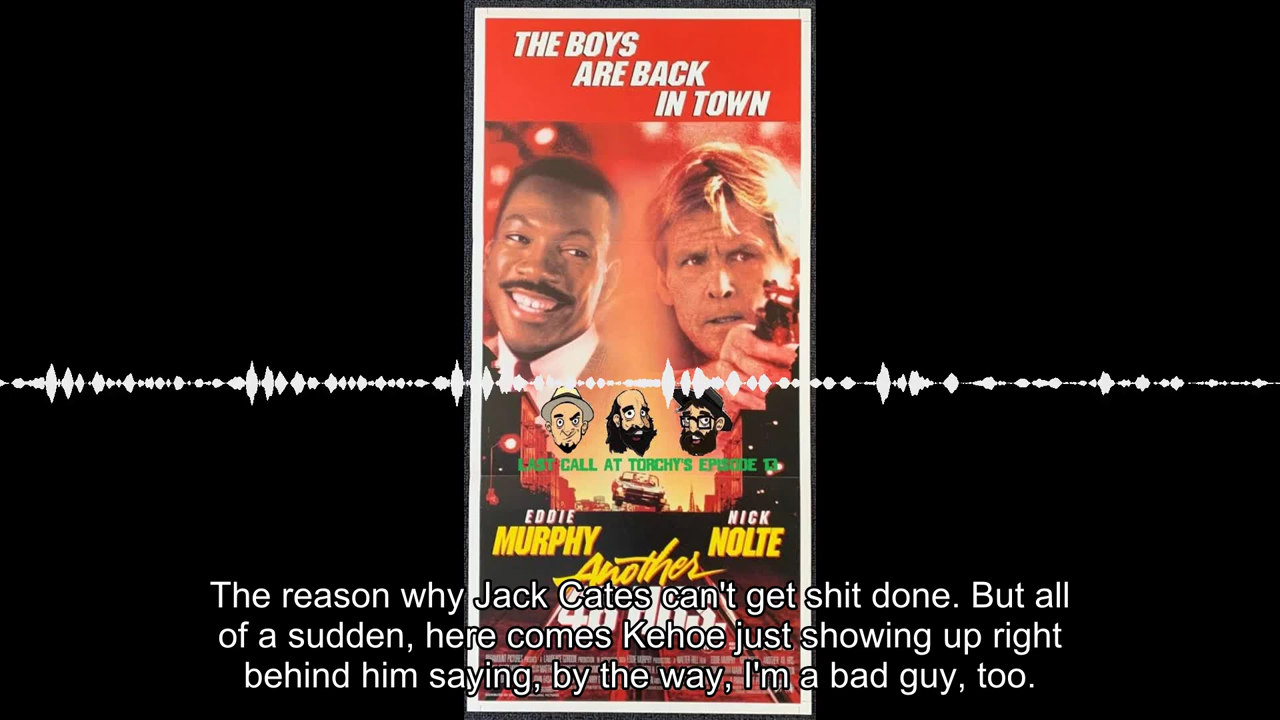 THE BOYS
ARE BACK
IN TOWN
LAST CALL AT TORCHY'S EPISODE 13
EDDIE
MURPHY
NICK
NOLTE
Another
The reason why Jack Cates can't get shit done. But all
of a sudden, here comes Kehoe just showing up right
behind him saying, by the way, I'm a bad guy, too.